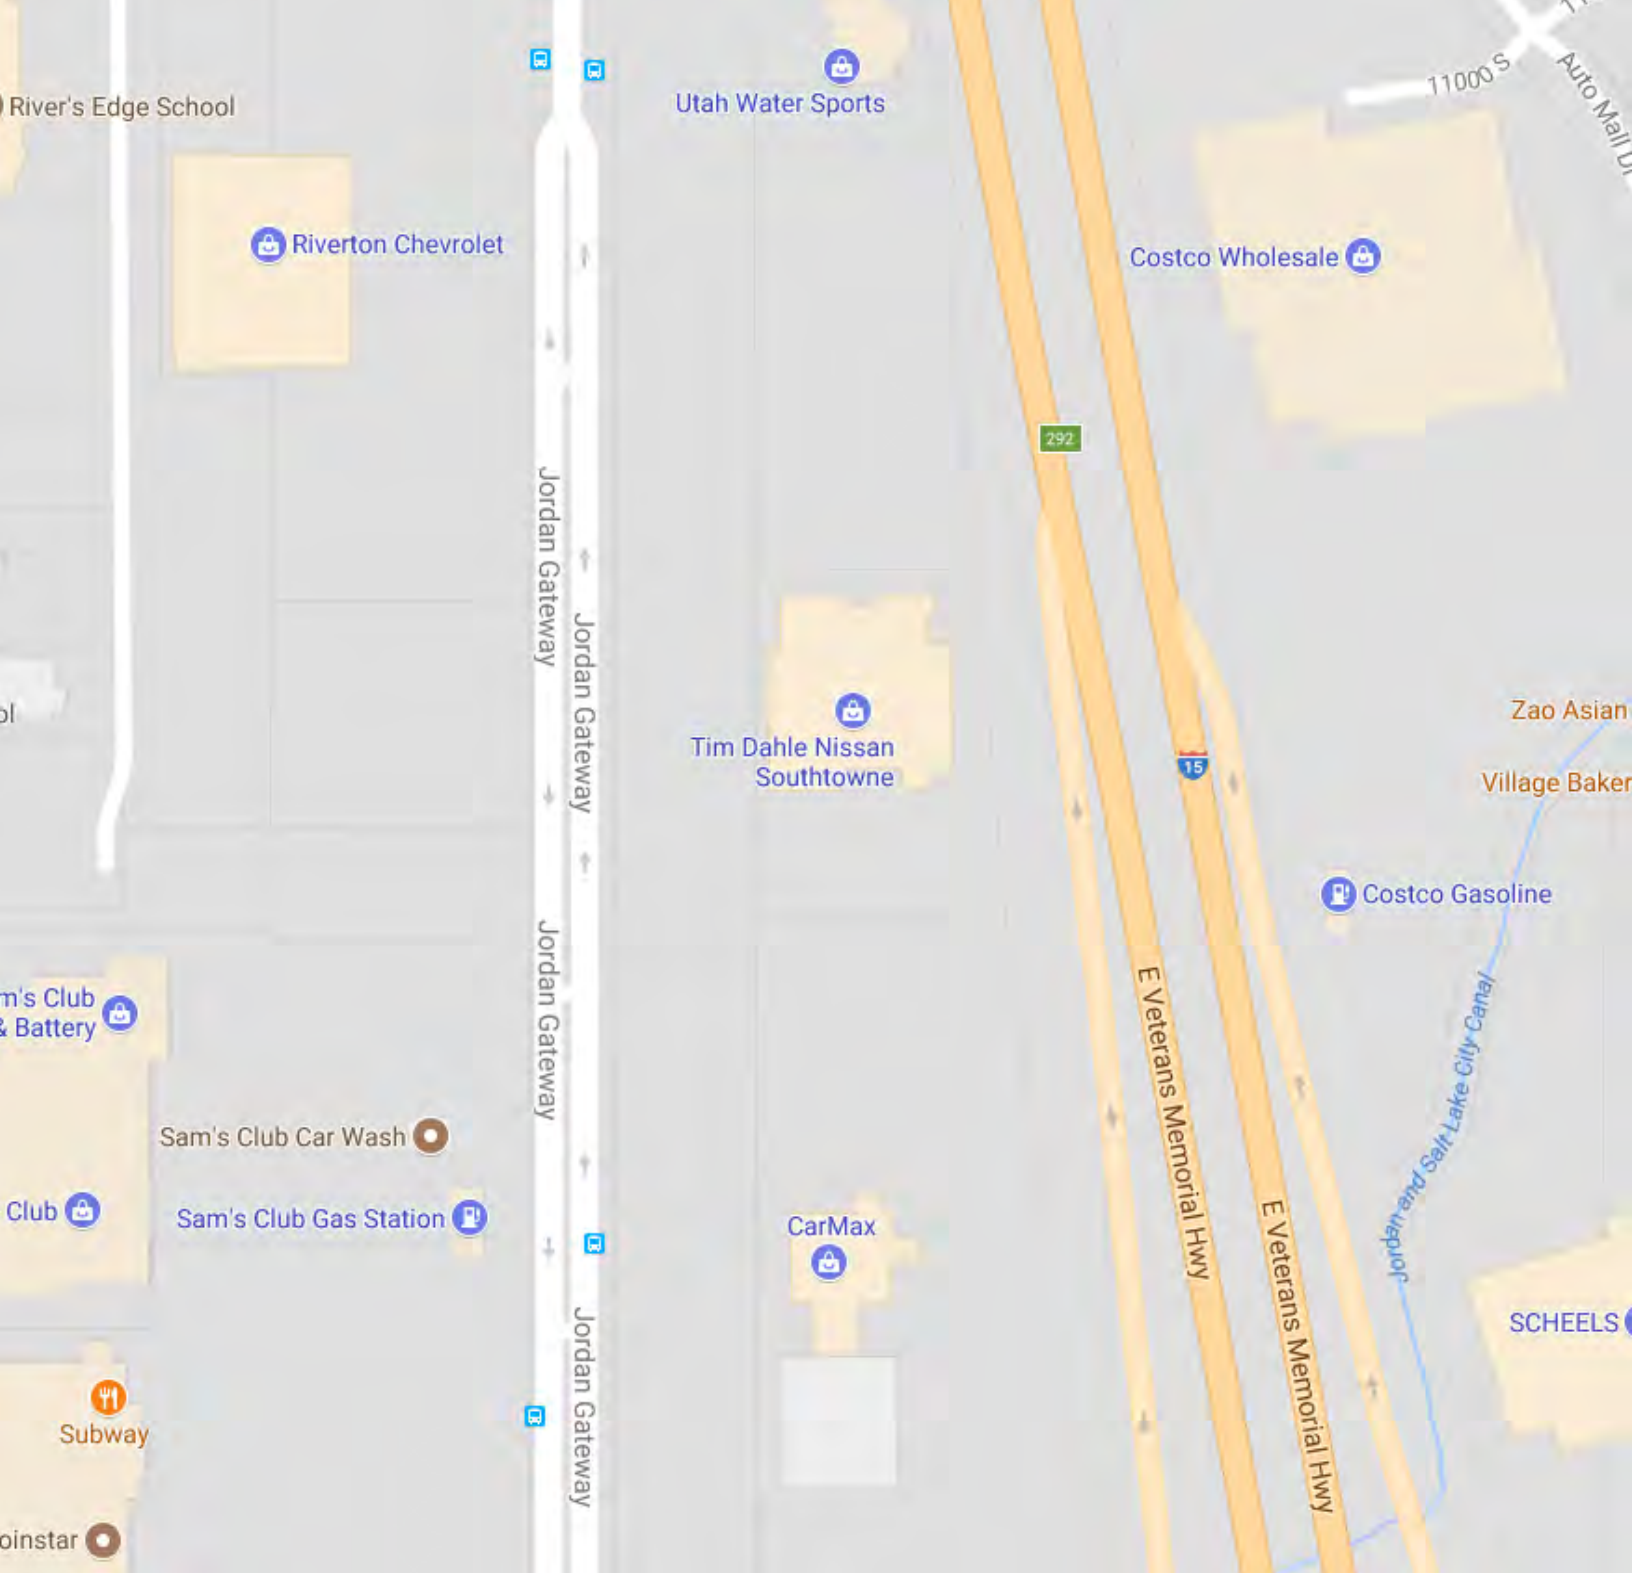 11000 S
Auto Mall Dr
Utah Water Sports
River's Edge School
Riverton Chevrolet
Costco Wholesale
292
Jordan Gateway
Jordan Gateway
Zao Asian
ol
Tim Dahle Nissan
Southtowne
15
Village Baker
Costco Gasoline
m's Club
& Battery
Jordan Gateway
E Veterans Memorial Hwy
Jordan and Salt Lake City Canal
Sam's Club Car Wash
Club
Sam's Club Gas Station
CarMax
E Veterans Memorial Hwy
SCHEELS
Jordan Gateway
Subway
oinstar